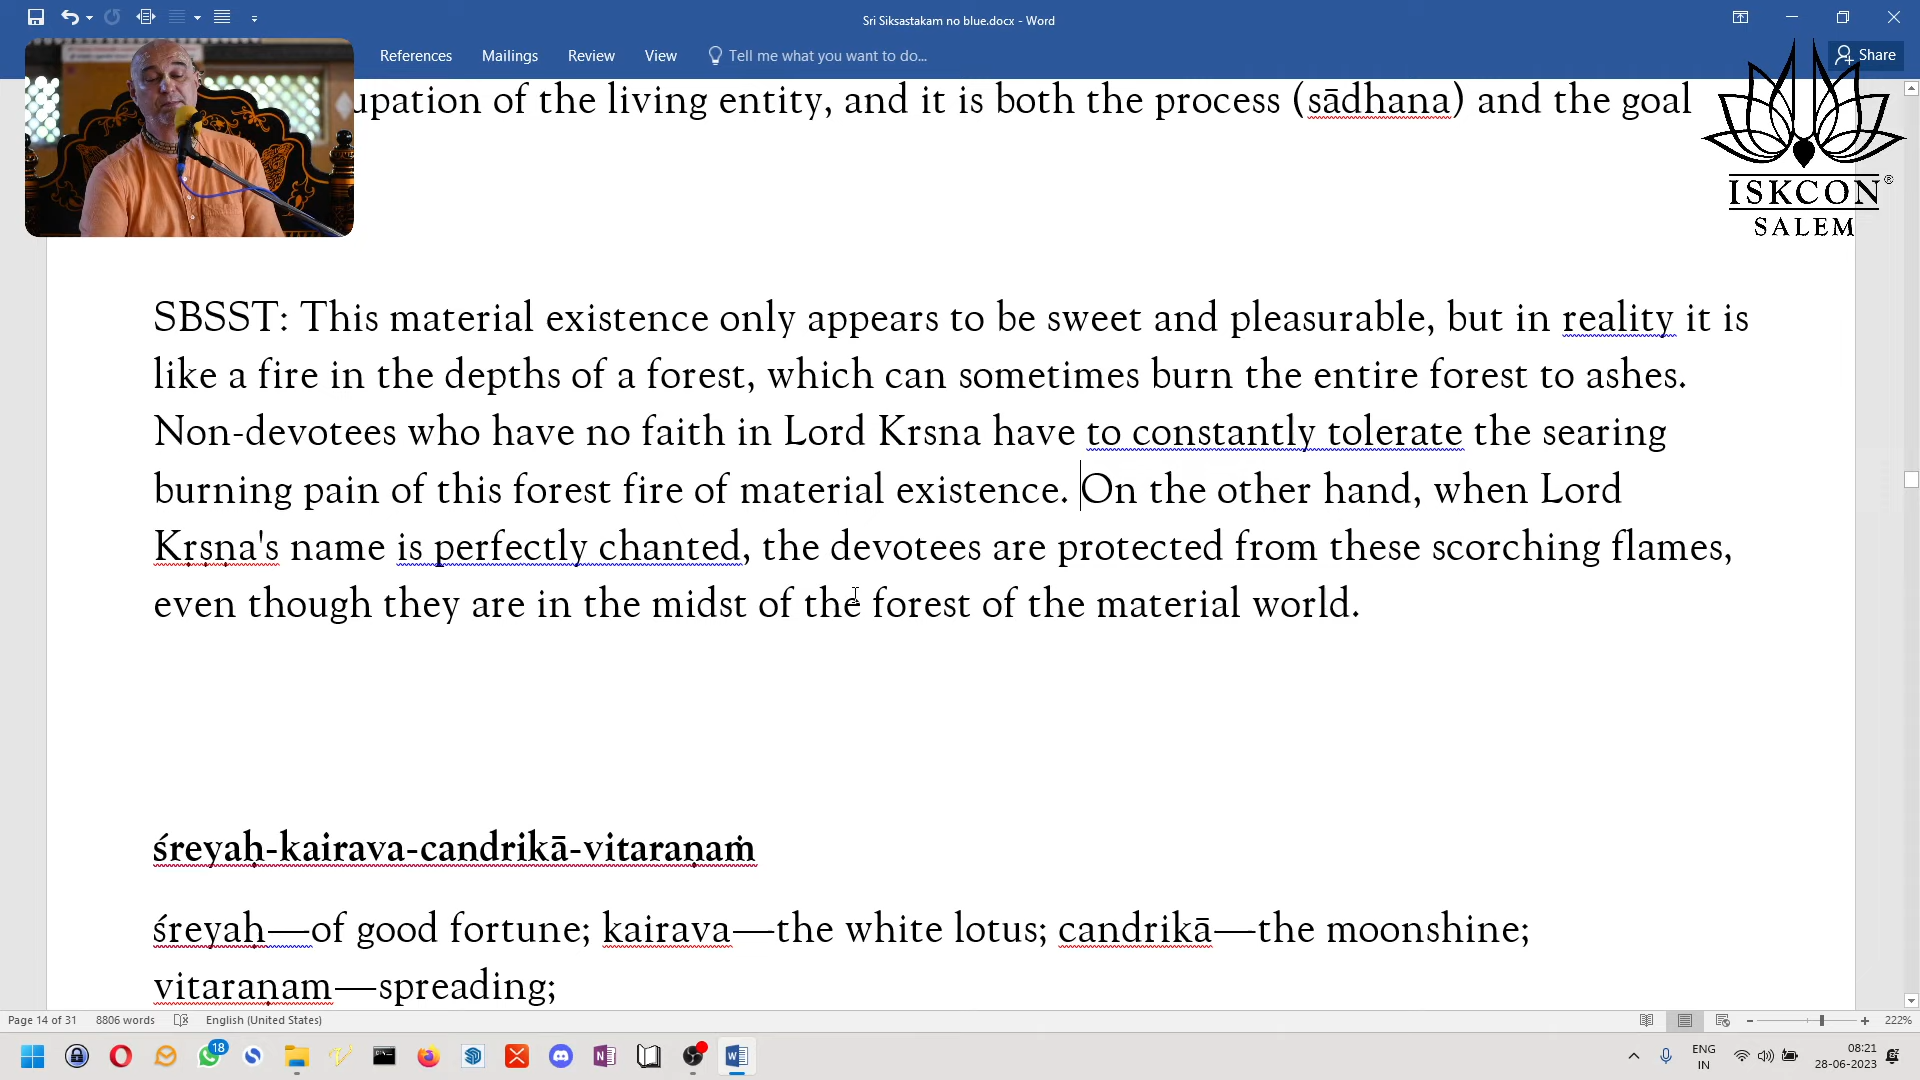 Sri Siksastakam no blue.docx - Word
References Mailings Review View Tell me what you want to do... Share
upation of the living entity, and it is both the process (sādhana) and the goal
ISKCON®
SALEM
SBSST: This material existence only appears to be sweet and pleasurable, but in reality it is
like a fire in the depths of a forest, which can sometimes burn the entire forest to ashes.
Non-devotees who have no faith in Lord Krsna have to constantly tolerate the searing
burning pain of this forest fire of material existence. On the other hand, when Lord
Kṛṣṇa's name is perfectly chanted, the devotees are protected from these scorching flames,
even though they are in the midst of the forest of the material world.
śreyaḥ-kairava-candrikā-vitaraṇaṁ
śreyaḥ—of good fortune; kairava—the white lotus; candrikā—the moonshine;
vitaraṇam—spreading;
Page 14 of 31 8806 words English (United States) 222%
18
ENG
IN
08:21
28-06-2023